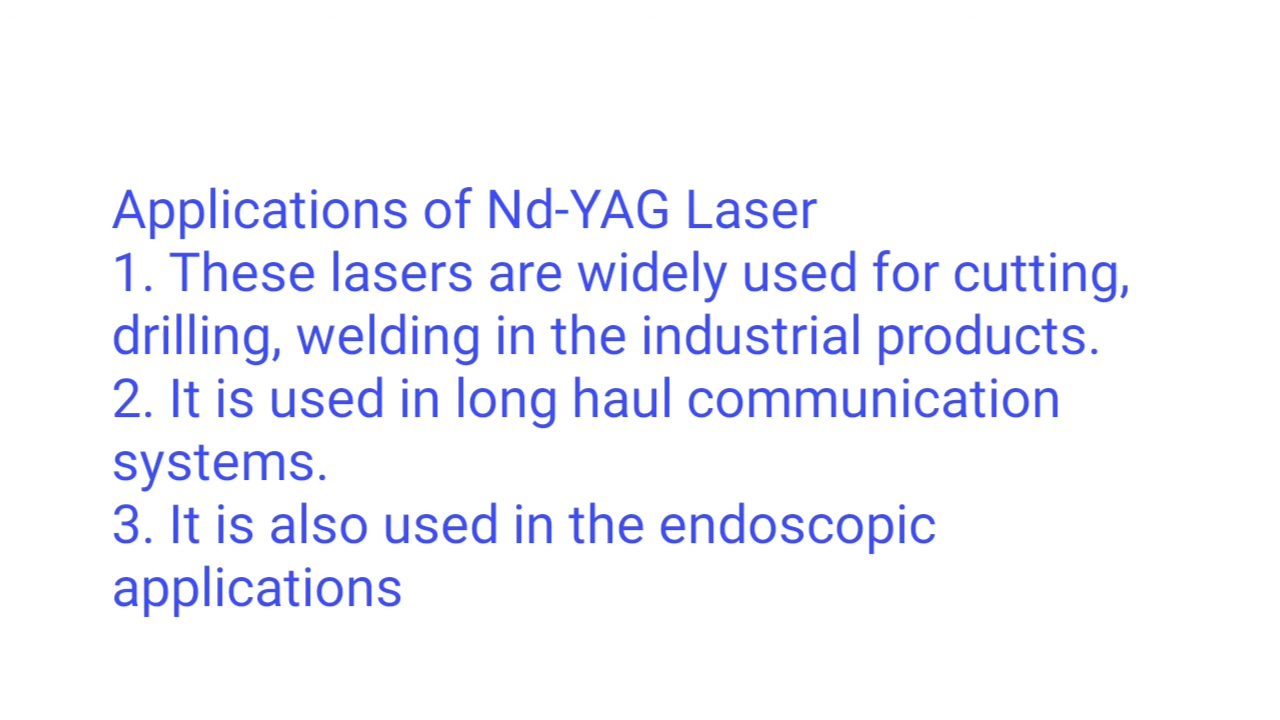 Applications of Nd-YAG Laser
1. These lasers are widely used for cutting,
drilling, welding in the industrial products.
2. It is used in long haul communication
systems.
3. It is also used in the endoscopic
applications